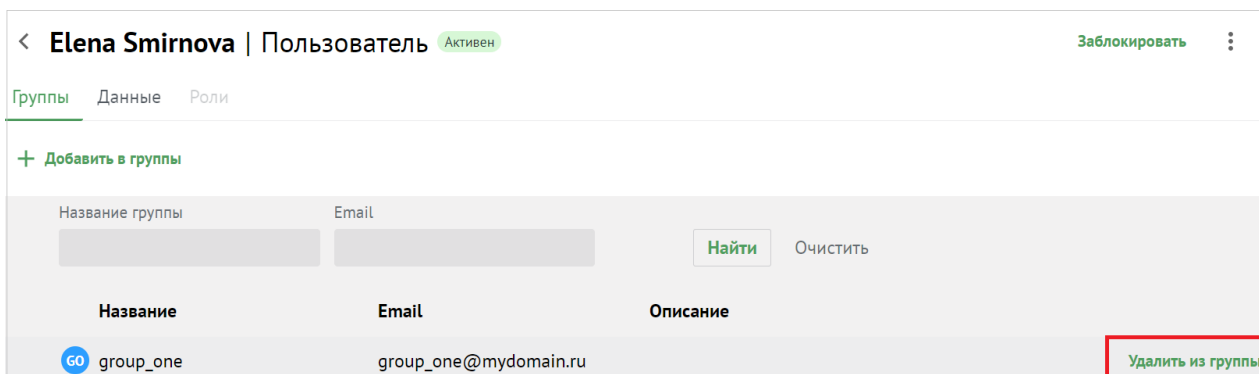 Elena Smirnova | Пользователь Активен Заблокировать
Группы Данные Роли
+ Добавить в группы
Название группы Email
Найти Очистить
Название Email Описание
GO group_one group_one@mydomain.ru Удалить из группы